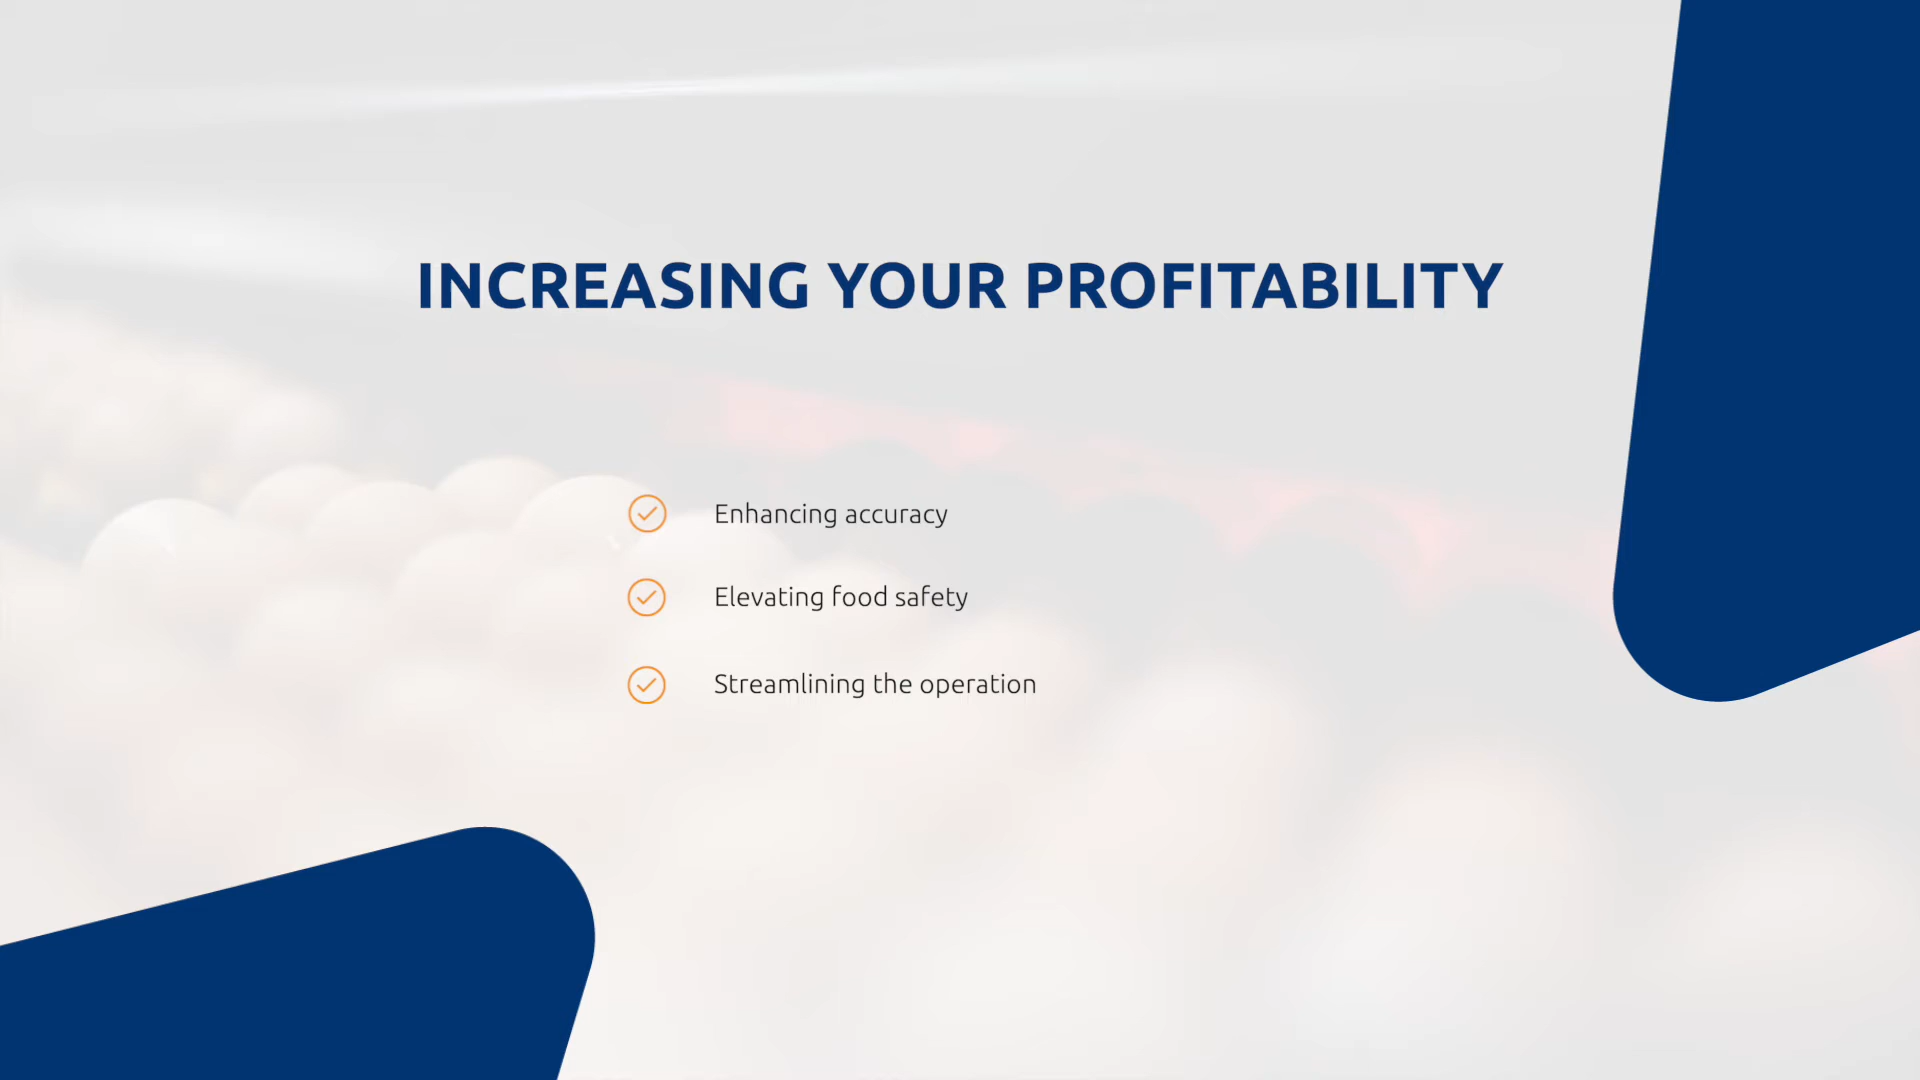 INCREASING YOUR PROFITABILITY
Enhancing accuracy
Elevating food safety
Streamlining the operation